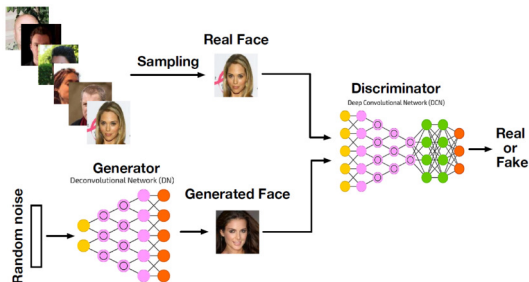 Real Face
Sampling
Discriminator
Deep Convolutional Network (DCN)
Real
or
Fake
Generator
Deconvolutional Network (DN)
Generated Face
Random noise